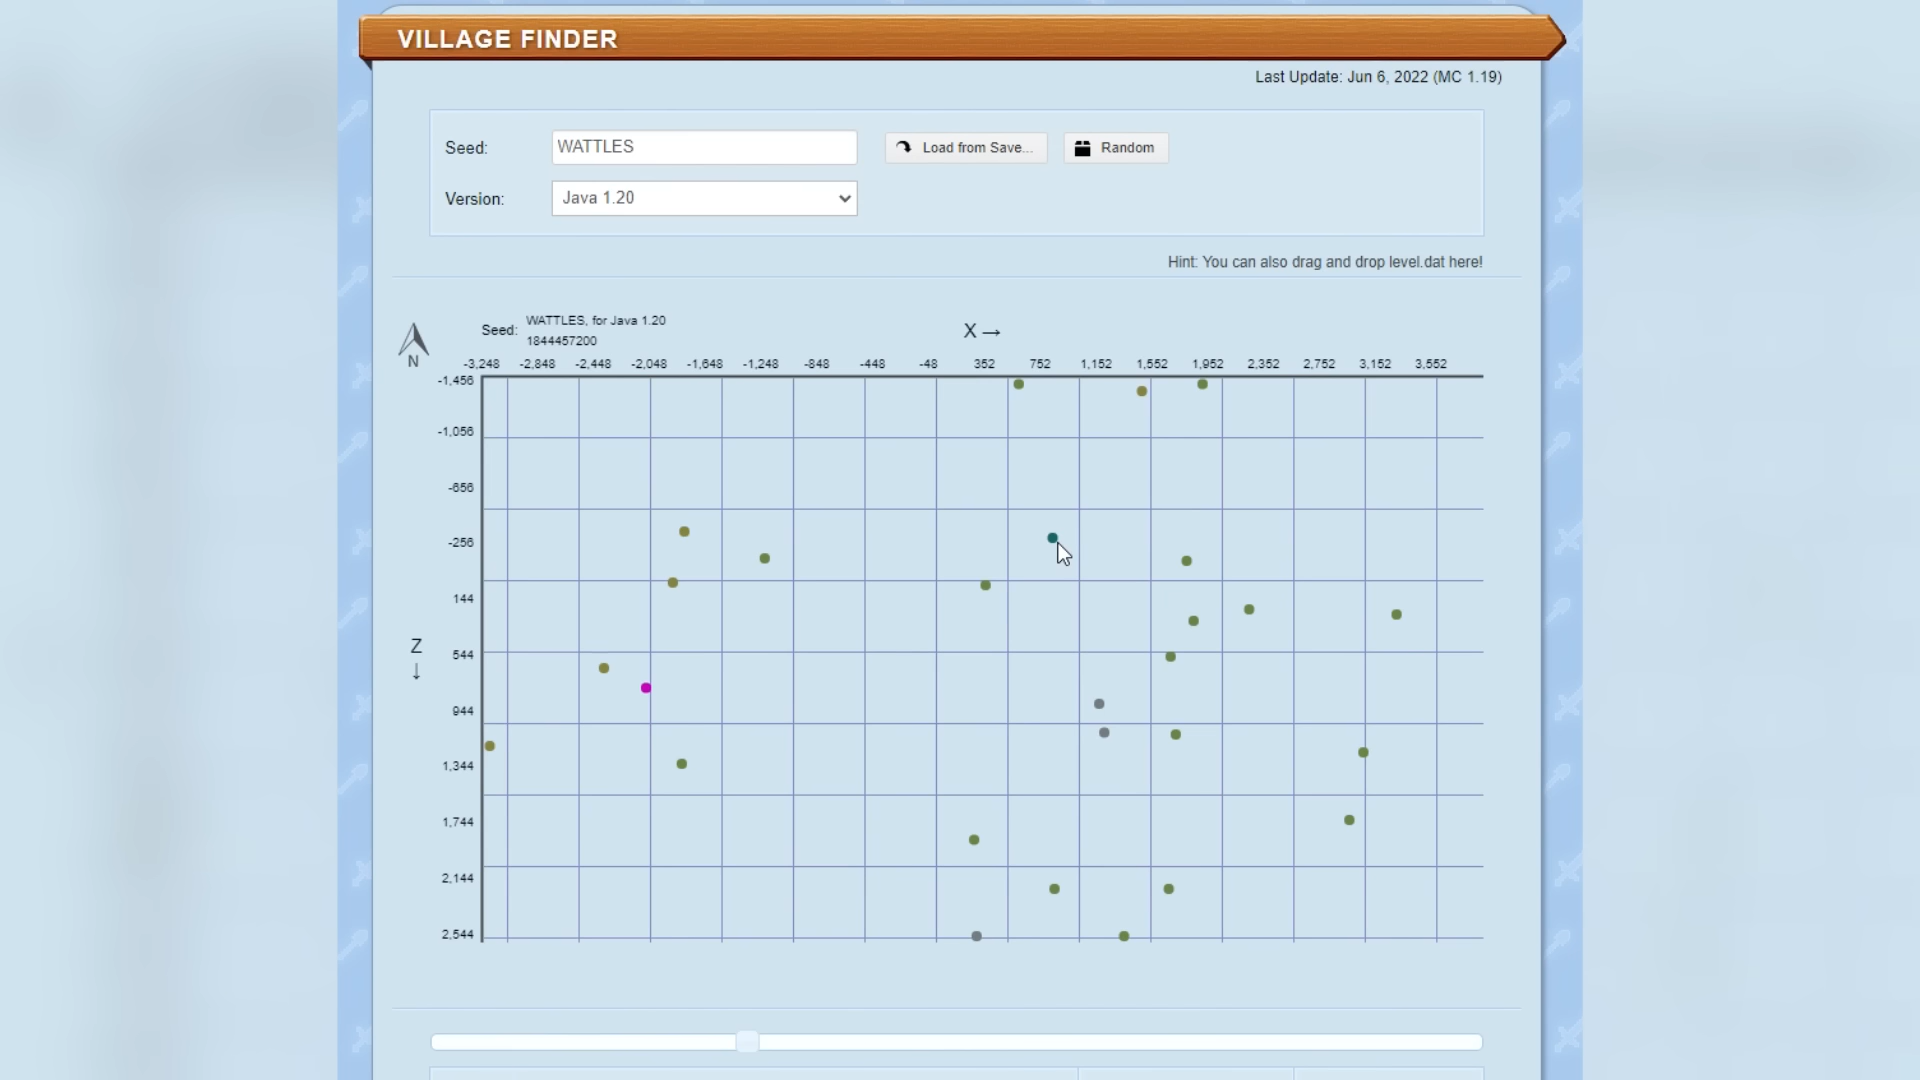 VILLAGE FINDER
Last Update: Jun 6, 2022 (MC 1.19)
Seed: WATTLES Load from Save... Random
Version: Java 1.20
Hint: You can also drag and drop level.dat here!
Seed: WATTLES, for Java 1.20
1844457200
X →
N
-3,248 -2,848 -2,448 -2,048 -1,648 -1,248 -848 -448 -48 352 752 1,152 1,552 1,952 2,352 2,752 3,152 3,552
-1,456
-1,056
-656
-256
144
Z
↓
544
944
1,344
1,744
2,144
2,544